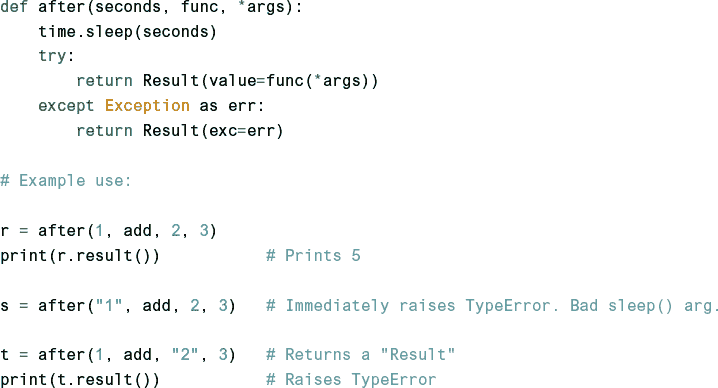 def after(seconds, func, *args):
    time.sleep(seconds)
    try:
        return Result(value=func(*args))
    except Exception as err:
        return Result(exc=err)

# Example use:

r = after(1, add, 2, 3)
print(r.result())           # Prints 5

s = after("1", add, 2, 3)   # Immediately raises TypeError. Bad sleep() arg.

t = after(1, add, "2", 3)   # Returns a "Result"
print(t.result())           # Raises TypeError